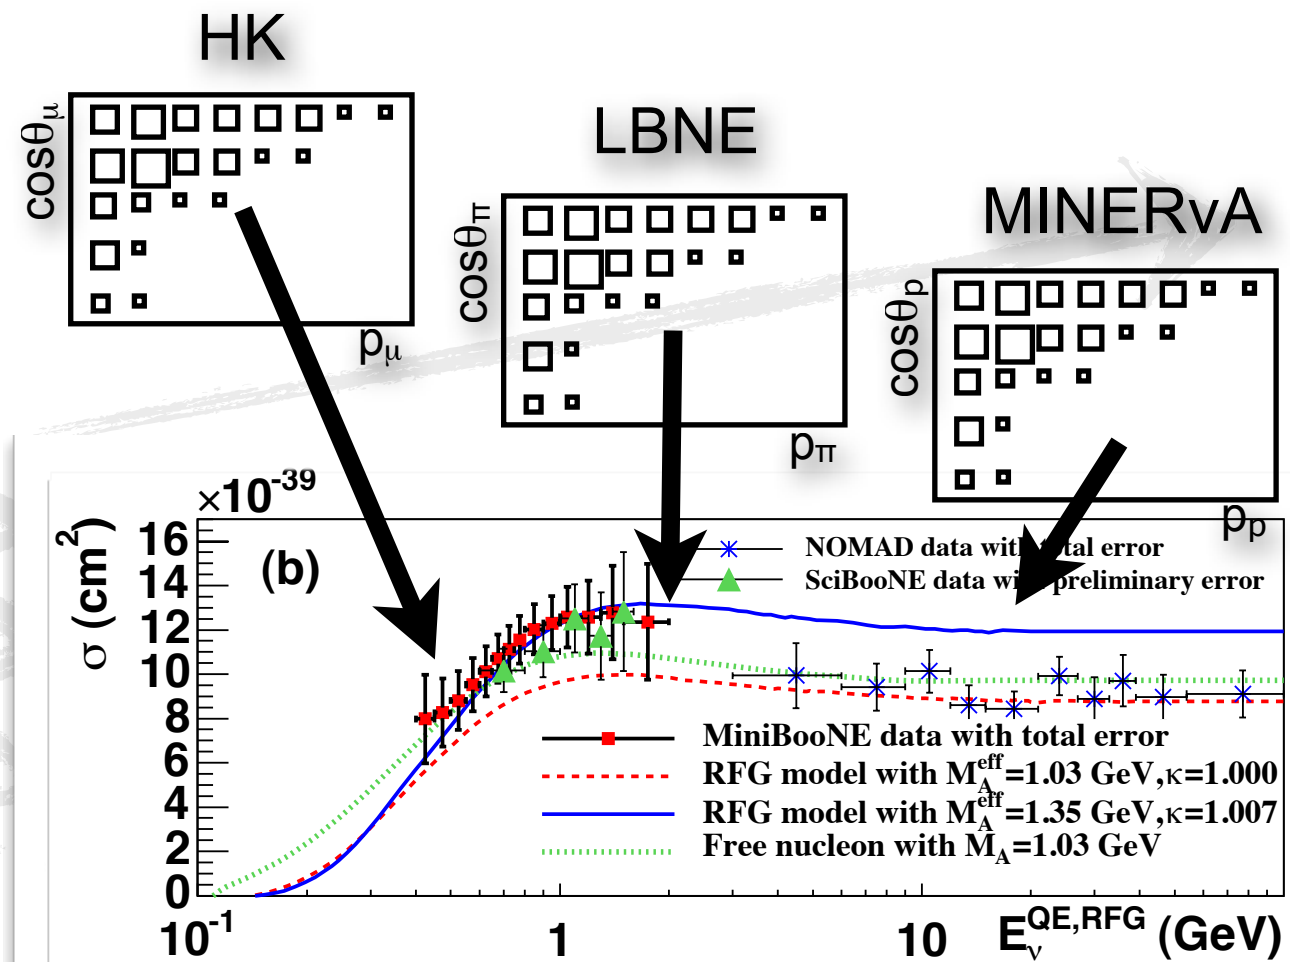 HK
cosθμ
pμ
LBNE
cosθπ
pπ
MINERvA
cosθp
pp
×10-39
σ (cm2)
16
14
12
10
8
6
4
2
0
(b)
NOMAD data with total error
SciBooNE data with preliminary error
MiniBooNE data with total error
RFG model with MAeff=1.03 GeV,κ=1.000
RFG model with MAeff=1.35 GeV,κ=1.007
Free nucleon with MA=1.03 GeV
10-1
1
10
EνQE,RFG (GeV)